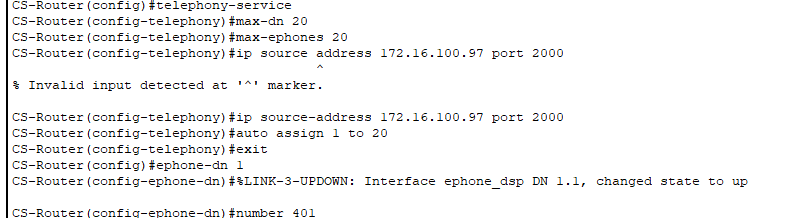 CS-Router(config)#telephony-service
CS-Router(config-telephony)#max-dn 20
CS-Router(config-telephony)#max-ephones 20
CS-Router(config-telephony)#ip source address 172.16.100.97 port 2000
^
% Invalid input detected at '^' marker.
CS-Router(config-telephony)#ip source-address 172.16.100.97 port 2000
CS-Router(config-telephony)#auto assign 1 to 20
CS-Router(config-telephony)#exit
CS-Router(config)#ephone-dn 1
CS-Router(config-ephone-dn)#%LINK-3-UPDOWN: Interface ephone_dsp DN 1.1, changed state to up
CS-Router(config-ephone-dn)#number 401